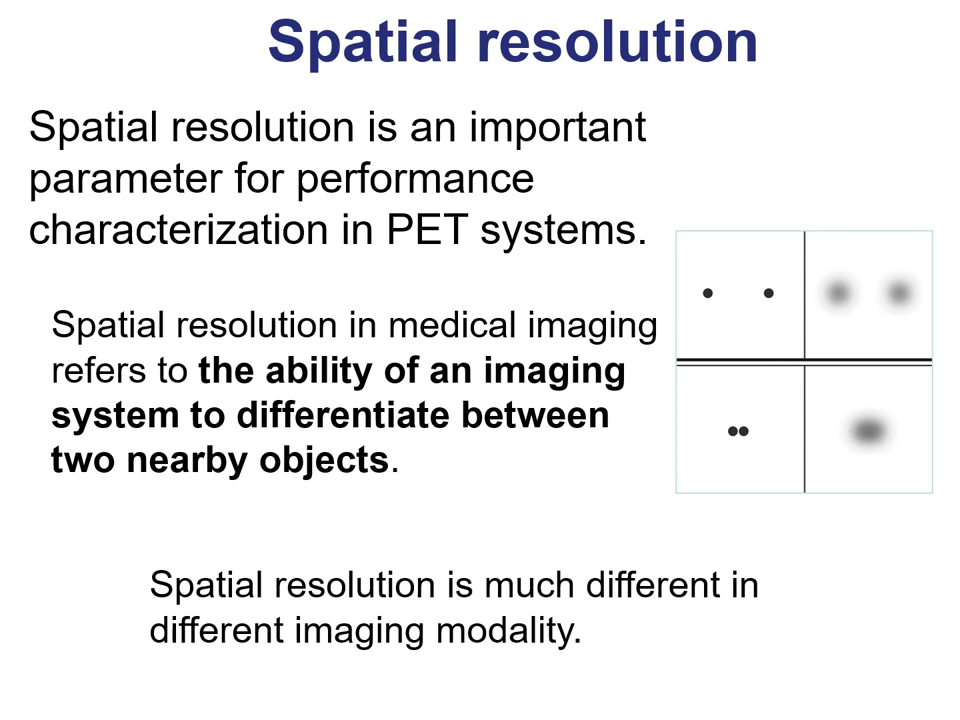 Spatial resolution
Spatial resolution is an important
parameter for performance
characterization in PET systems.
Spatial resolution in medical imaging
refers to the ability of an imaging
system to differentiate between
two nearby objects.
Spatial resolution is much different in
different imaging modality.